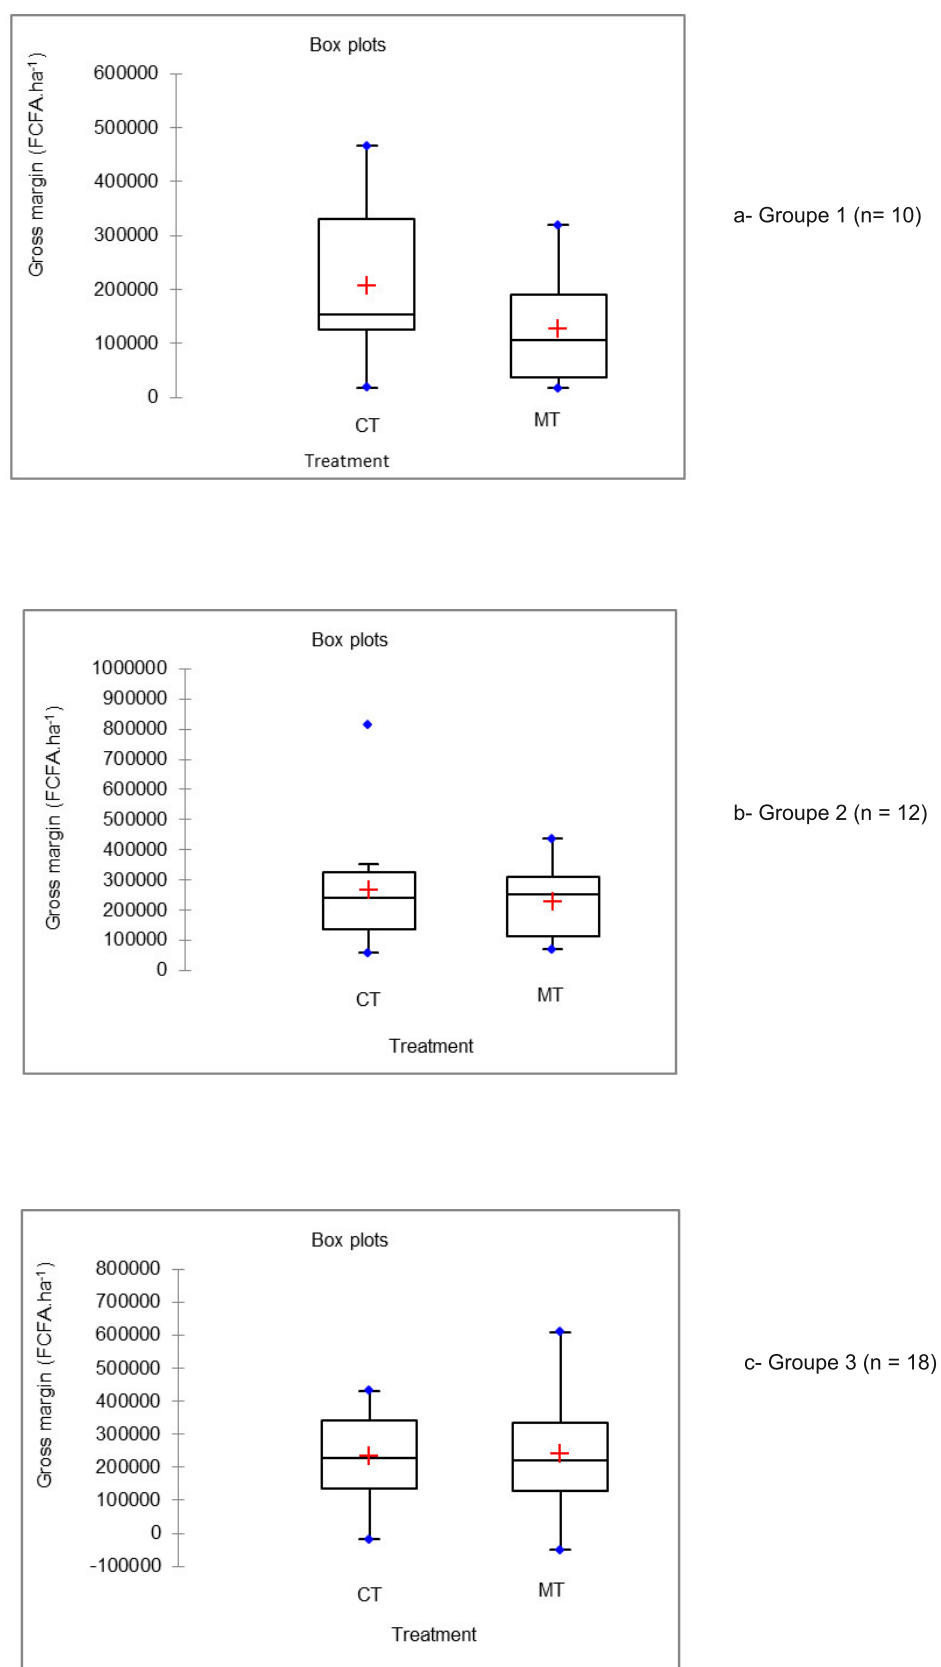 Box plots
Gross margin (FCFA.ha-1)
600000
500000
400000
300000
200000
100000
0
CT
MT
Treatment
a- Groupe 1 (n= 10)
Box plots
Gross margin (FCFA.ha-1)
1000000
900000
800000
700000
600000
500000
400000
300000
200000
100000
0
CT
MT
Treatment
b- Groupe 2 (n = 12)
Box plots
Gross margin (FCFA.ha-1)
800000
700000
600000
500000
400000
300000
200000
100000
0
-100000
CT
MT
Treatment
c- Groupe 3 (n = 18)